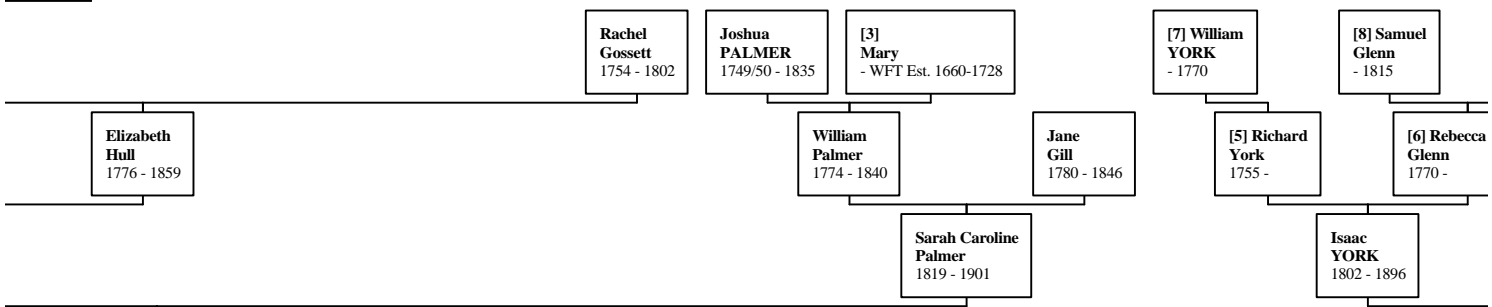 Rachel
Gossett
1754 - 1802
Joshua
PALMER
1749/50 - 1835
[3]
Mary
- WFT Est. 1660-1728
[7] William
YORK
- 1770
[8] Samuel
Glenn
- 1815
Elizabeth
Hull
1776 - 1859
William
Palmer
1774 - 1840
Jane
Gill
1780 - 1846
[5] Richard
York
1755 -
[6] Rebecca
Glenn
1770 -
Sarah Caroline
Palmer
1819 - 1901
Isaac
YORK
1802 - 1896